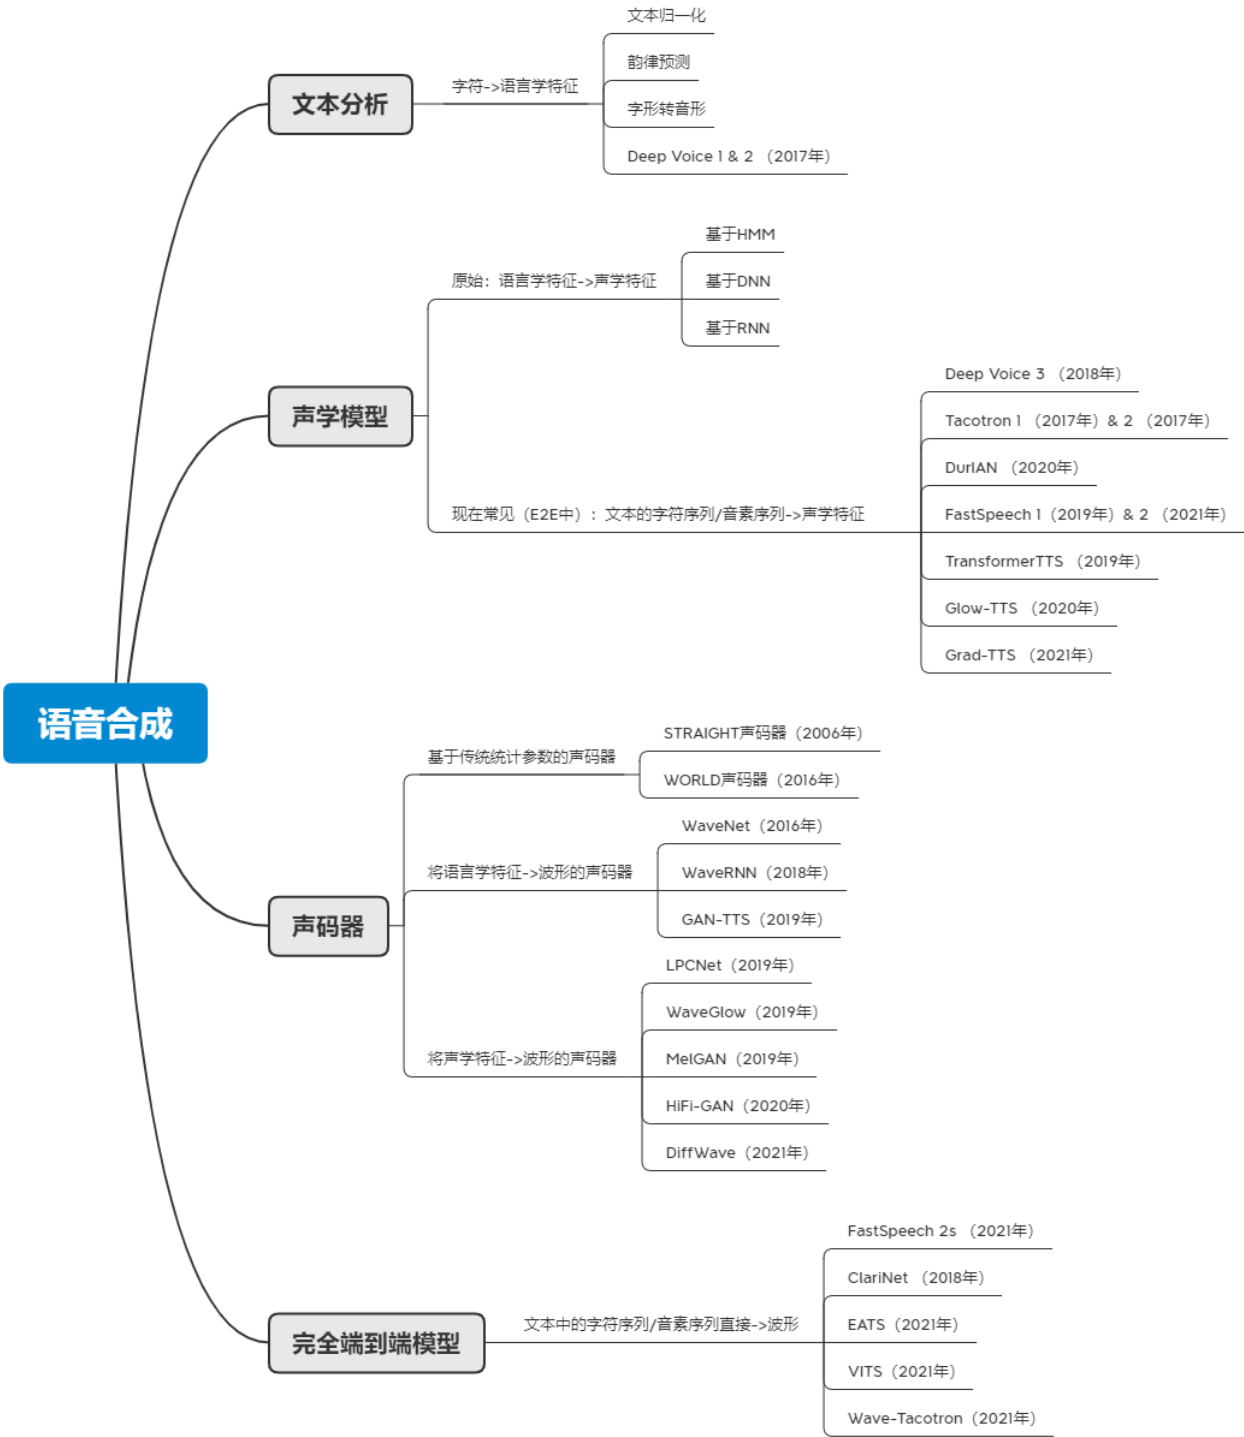 语音合成
文本分析
字符->语言学特征
文本归一化
韵律预测
字形转音形
Deep Voice 1 & 2 （2017年）
声学模型
原始：语言学特征->声学特征
基于HMM
基于DNN
基于RNN
现在常见（E2E中）：文本的字符序列/音素序列->声学特征
Deep Voice 3 （2018年）
Tacotron 1 （2017年）& 2 （2017年）
DurIAN （2020年）
FastSpeech 1（2019年）& 2 （2021年）
TransformerTTS （2019年）
Glow-TTS （2020年）
Grad-TTS （2021年）
声码器
基于传统统计参数的声码器
STRAIGHT声码器（2006年）
WORLD声码器（2016年）
将语言学特征->波形的声码器
WaveNet（2016年）
WaveRNN（2018年）
GAN-TTS（2019年）
将声学特征->波形的声码器
LPCNet（2019年）
WaveGlow（2019年）
MelGAN（2019年）
HiFi-GAN（2020年）
DiffWave（2021年）
完全端到端模型
文本中的字符序列/音素序列直接->波形
FastSpeech 2s （2021年）
ClariNet （2018年）
EATS（2021年）
VITS（2021年）
Wave-Tacotron（2021年）